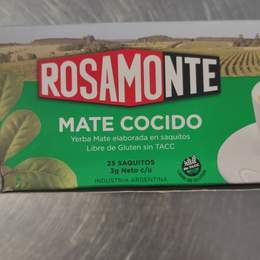 ROSAMONTE
MATE COCIDO
Yerba Mate elaborada en saquitos
Libre de Gluten sin TACC
25 SAQUITOS
3g Neto c/u
INDUSTRIA ARGENTINA